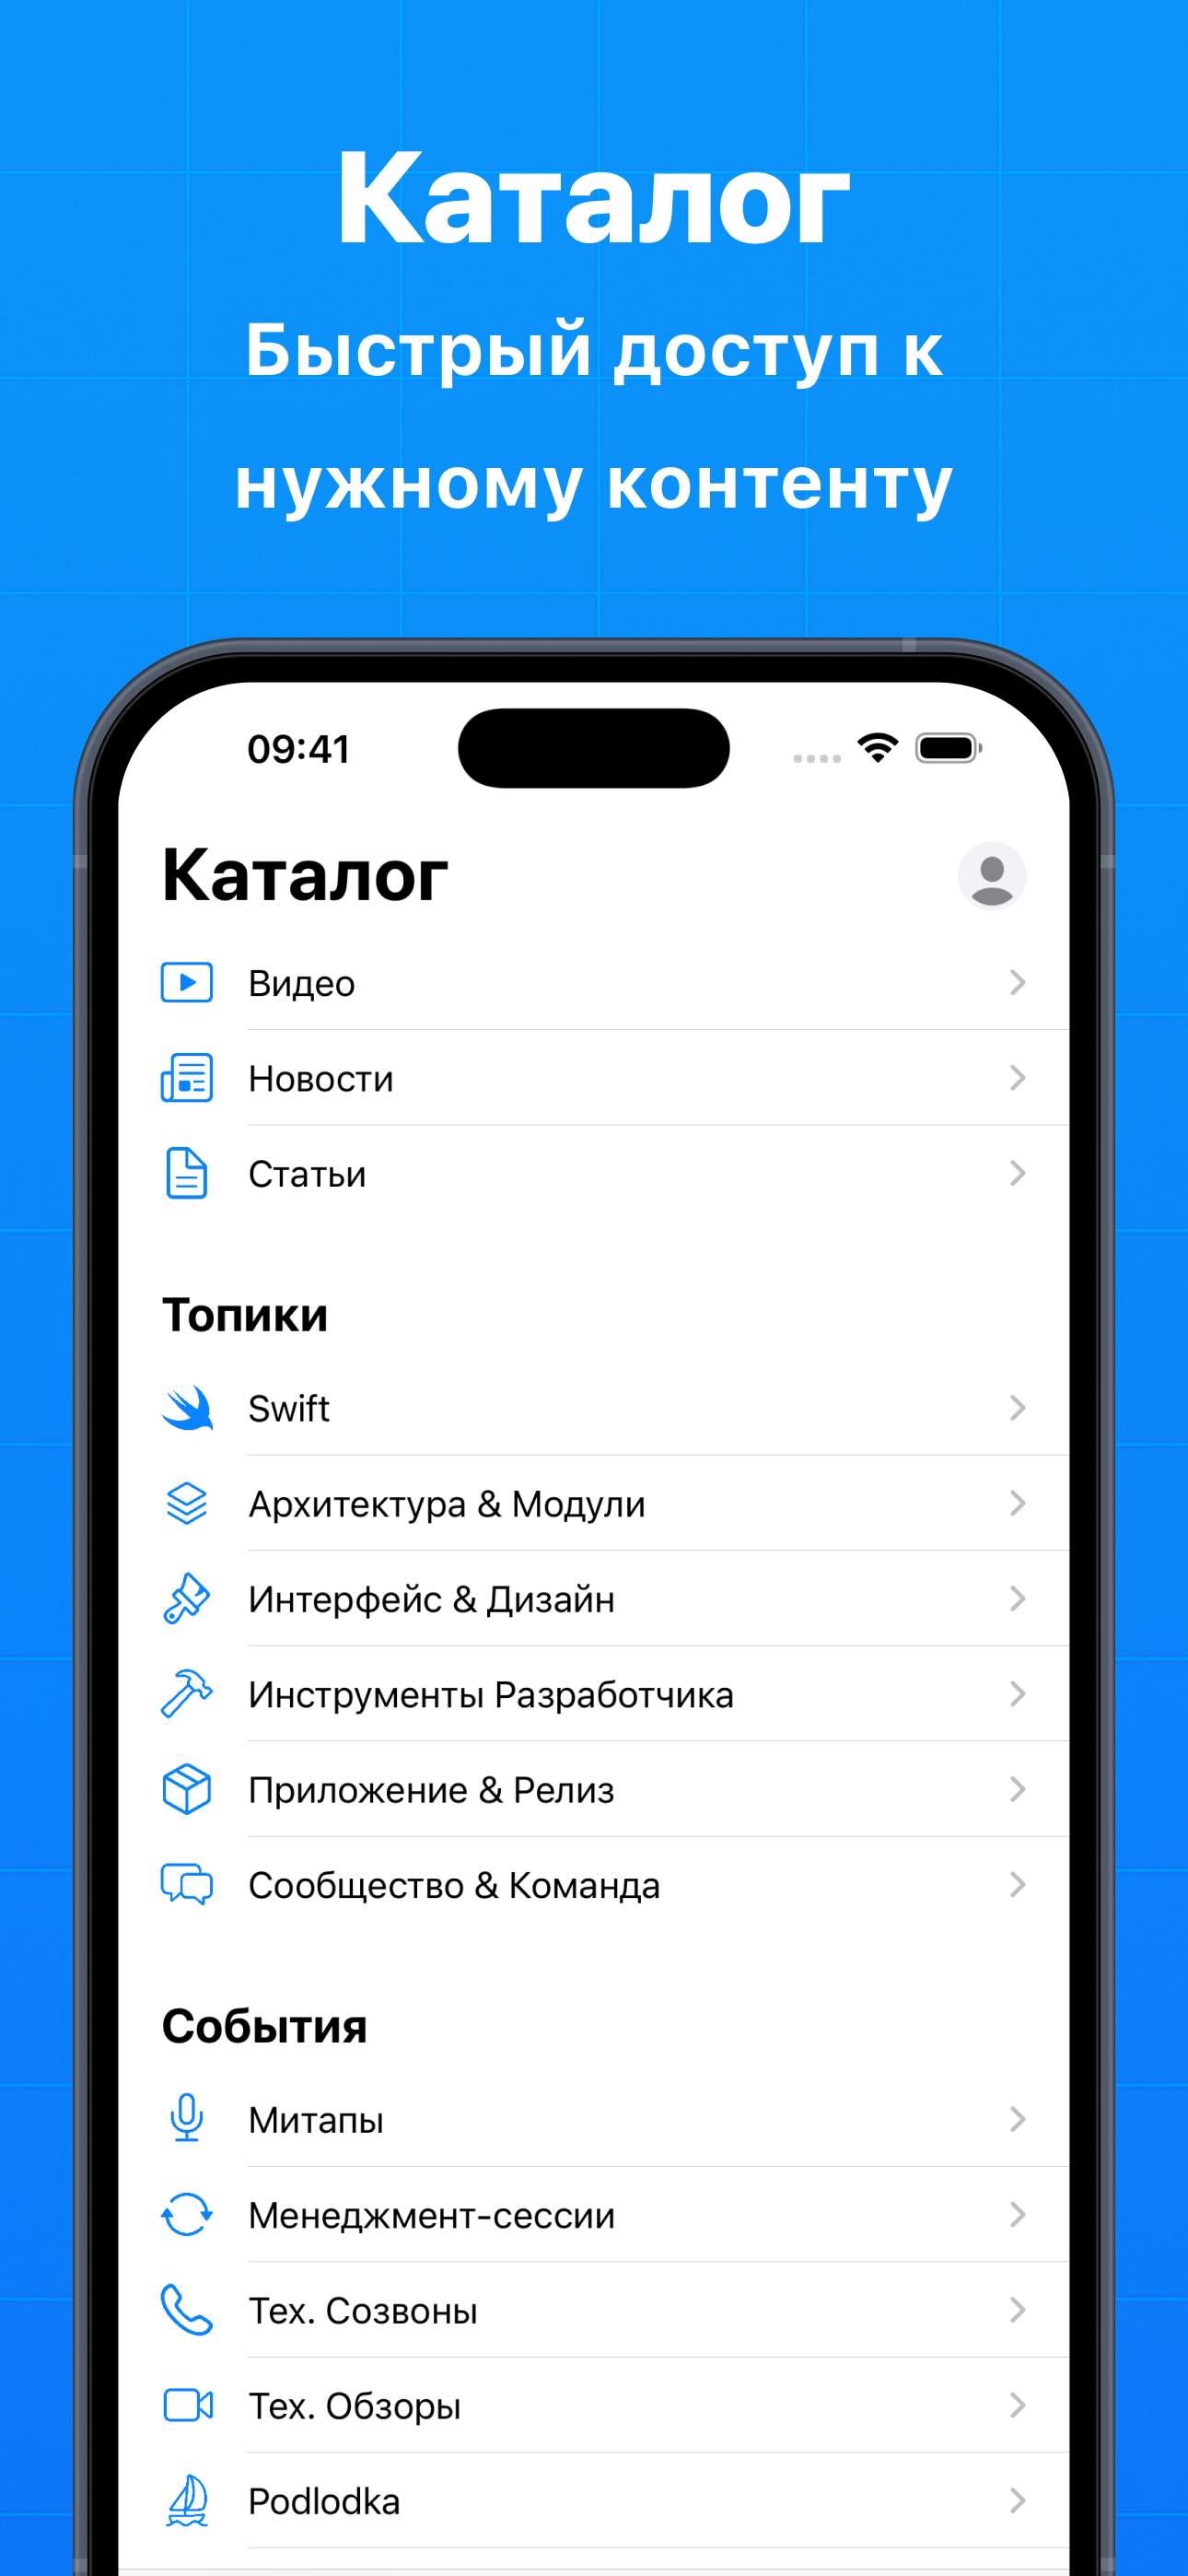 Каталог
Быстрый доступ к
нужному контенту
09:41
Каталог
Видео
Новости
Статьи
Топики
Swift
Архитектура & Модули
Интерфейс & Дизайн
Инструменты Разработчика
Приложение & Релиз
Сообщество & Команда
События
Митапы
Менеджмент-сессии
Тех. Созвоны
Тех. Обзоры
Podlodka